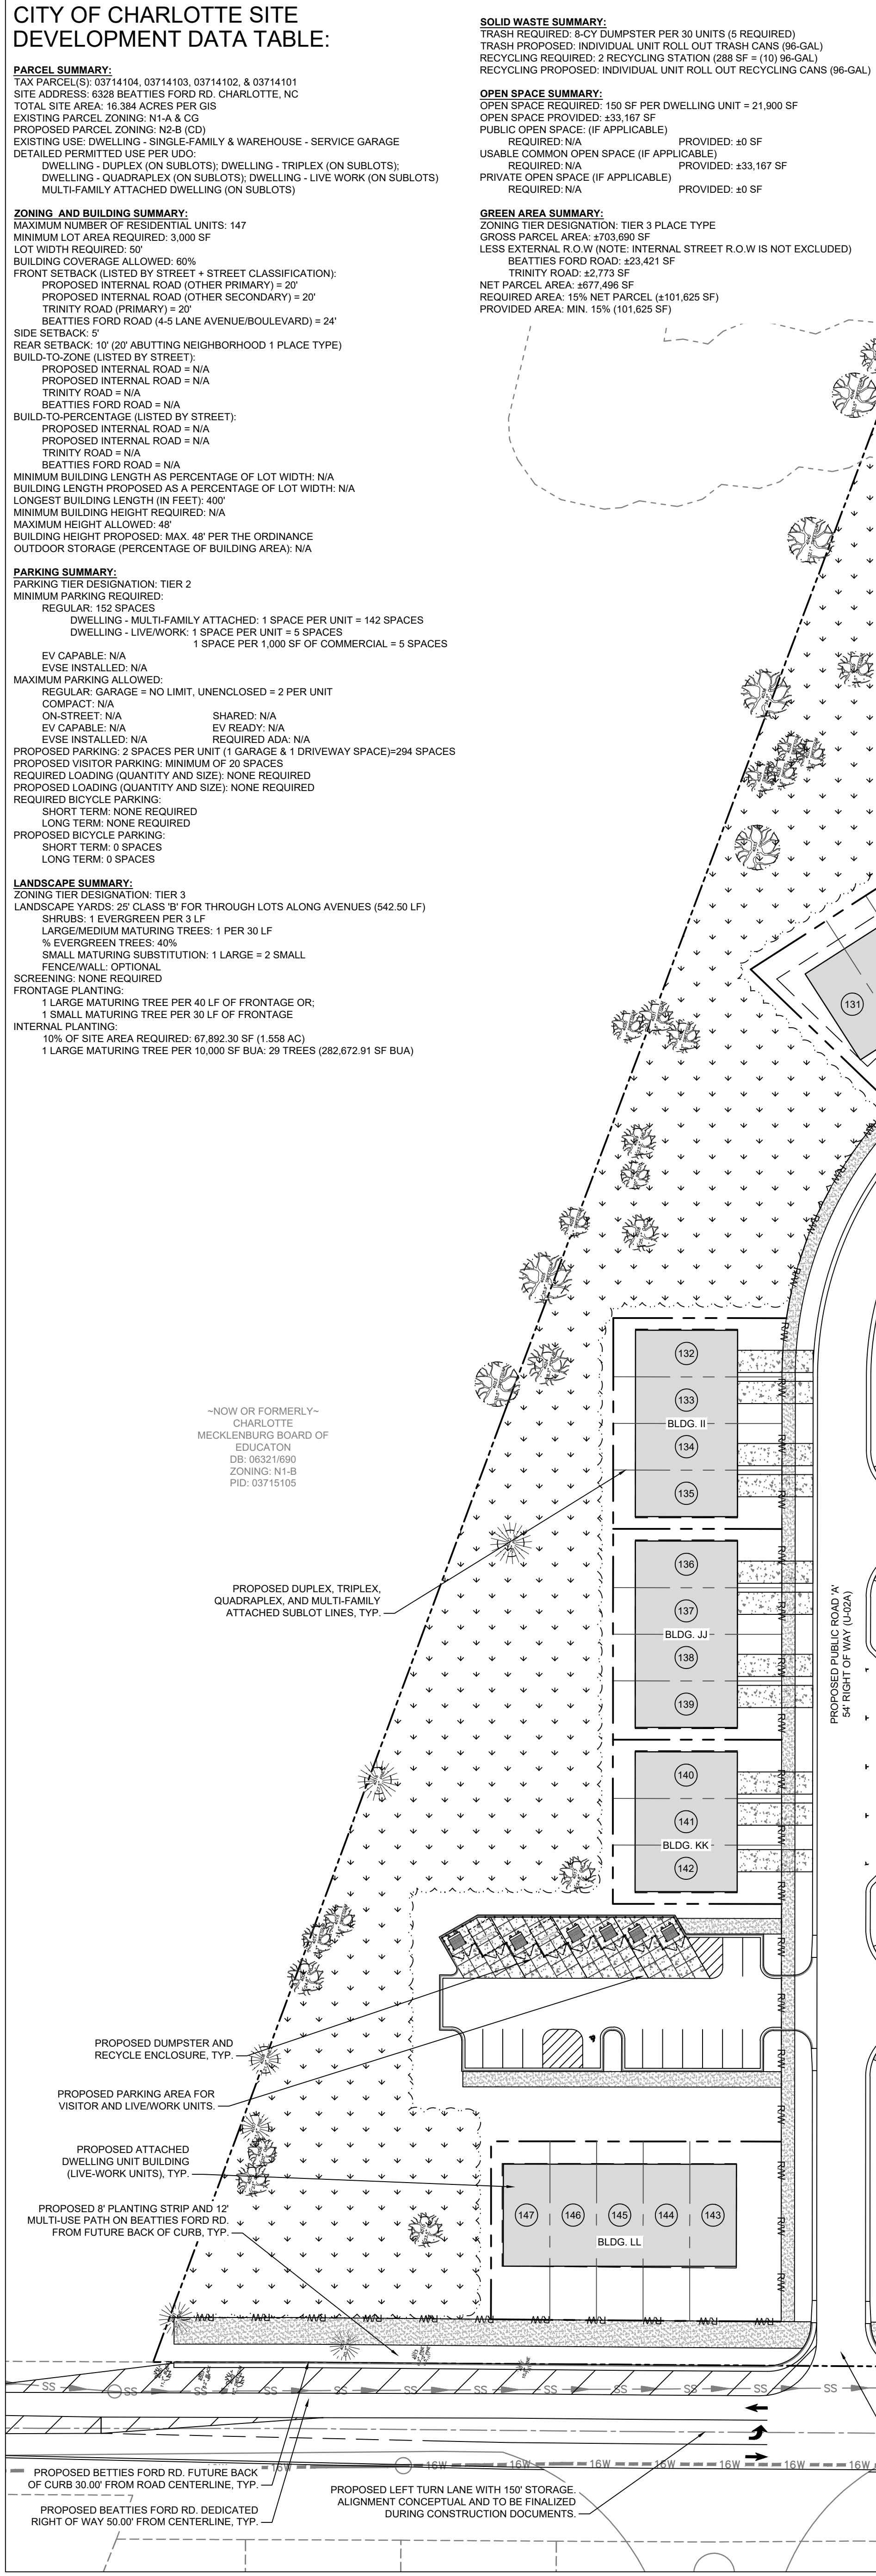 CITY OF CHARLOTTE SITE
DEVELOPMENT DATA TABLE:
PARCEL SUMMARY:
TAX PARCEL(S): 03714104, 03714103, 03714102, & 03714101
SITE ADDRESS: 6328 BEATTIES FORD RD. CHARLOTTE, NC
TOTAL SITE AREA: 16.384 ACRES PER GIS
EXISTING PARCEL ZONING: N1-A & CG
PROPOSED PARCEL ZONING: N2-B (CD)
EXISTING USE: DWELLING - SINGLE-FAMILY & WAREHOUSE - SERVICE GARAGE
DETAILED PERMITTED USE PER UDO:
DWELLING - DUPLEX (ON SUBLOTS); DWELLING - TRIPLEX (ON SUBLOTS);
DWELLING - QUADRAPLEX (ON SUBLOTS); DWELLING - LIVE WORK (ON SUBLOTS)
MULTI-FAMILY ATTACHED DWELLING (ON SUBLOTS)
ZONING AND BUILDING SUMMARY:
MAXIMUM NUMBER OF RESIDENTIAL UNITS: 147
MINIMUM LOT AREA REQUIRED: 3,000 SF
LOT WIDTH REQUIRED: 50'
BUILDING COVERAGE ALLOWED: 60%
FRONT SETBACK (LISTED BY STREET + STREET CLASSIFICATION):
PROPOSED INTERNAL ROAD (OTHER PRIMARY) = 20'
PROPOSED INTERNAL ROAD (OTHER SECONDARY) = 20'
TRINITY ROAD (PRIMARY) = 20'
BEATTIES FORD ROAD (4-5 LANE AVENUE/BOULEVARD) = 24'
SIDE SETBACK: 5'
REAR SETBACK: 10' (20' ABUTTING NEIGHBORHOOD 1 PLACE TYPE)
BUILD-TO-ZONE (LISTED BY STREET):
PROPOSED INTERNAL ROAD = N/A
PROPOSED INTERNAL ROAD = N/A
TRINITY ROAD = N/A
BEATTIES FORD ROAD = N/A
BUILD-TO-PERCENTAGE (LISTED BY STREET):
PROPOSED INTERNAL ROAD = N/A
PROPOSED INTERNAL ROAD = N/A
TRINITY ROAD = N/A
BEATTIES FORD ROAD = N/A
MINIMUM BUILDING LENGTH AS PERCENTAGE OF LOT WIDTH: N/A
BUILDING LENGTH PROPOSED AS A PERCENTAGE OF LOT WIDTH: N/A
LONGEST BUILDING LENGTH (IN FEET): 400'
MINIMUM BUILDING HEIGHT REQUIRED: N/A
MAXIMUM HEIGHT ALLOWED: 48'
BUILDING HEIGHT PROPOSED: MAX. 48' PER THE ORDINANCE
OUTDOOR STORAGE (PERCENTAGE OF BUILDING AREA): N/A
PARKING SUMMARY:
PARKING TIER DESIGNATION: TIER 2
MINIMUM PARKING REQUIRED:
REGULAR: 152 SPACES
DWELLING - MULTI-FAMILY ATTACHED: 1 SPACE PER UNIT = 142 SPACES
DWELLING - LIVE/WORK: 1 SPACE PER UNIT = 5 SPACES
1 SPACE PER 1,000 SF OF COMMERCIAL = 5 SPACES
EV CAPABLE: N/A
EVSE INSTALLED: N/A
MAXIMUM PARKING ALLOWED:
REGULAR: GARAGE = NO LIMIT, UNENCLOSED = 2 PER UNIT
COMPACT: N/A
ON-STREET: N/A SHARED: N/A
EV CAPABLE: N/A EV READY: N/A
EVSE INSTALLED: N/A REQUIRED ADA: N/A
PROPOSED PARKING: 2 SPACES PER UNIT (1 GARAGE & 1 DRIVEWAY SPACE)=294 SPACES
PROPOSED VISITOR PARKING: MINIMUM OF 20 SPACES
REQUIRED LOADING (QUANTITY AND SIZE): NONE REQUIRED
PROPOSED LOADING (QUANTITY AND SIZE): NONE REQUIRED
REQUIRED BICYCLE PARKING:
SHORT TERM: NONE REQUIRED
LONG TERM: NONE REQUIRED
PROPOSED BICYCLE PARKING:
SHORT TERM: 0 SPACES
LONG TERM: 0 SPACES
LANDSCAPE SUMMARY:
ZONING TIER DESIGNATION: TIER 3
LANDSCAPE YARDS: 25' CLASS 'B' FOR THROUGH LOTS ALONG AVENUES (542.50 LF)
SHRUBS: 1 EVERGREEN PER 3 LF
LARGE/MEDIUM MATURING TREES: 1 PER 30 LF
% EVERGREEN TREES: 40%
SMALL MATURING SUBSTITUTION: 1 LARGE = 2 SMALL
FENCE/WALL: OPTIONAL
SCREENING: NONE REQUIRED
FRONTAGE PLANTING:
1 LARGE MATURING TREE PER 40 LF OF FRONTAGE OR;
1 SMALL MATURING TREE PER 30 LF OF FRONTAGE
INTERNAL PLANTING:
10% OF SITE AREA REQUIRED: 67,892.30 SF (1.558 AC)
1 LARGE MATURING TREE PER 10,000 SF BUA: 29 TREES (282,672.91 SF BUA)
SOLID WASTE SUMMARY:
TRASH REQUIRED: 8-CY DUMPSTER PER 30 UNITS (5 REQUIRED)
TRASH PROPOSED: INDIVIDUAL UNIT ROLL OUT TRASH CANS (96-GAL)
RECYCLING REQUIRED: 2 RECYCLING STATION (288 SF = (10) 96-GAL)
RECYCLING PROPOSED: INDIVIDUAL UNIT ROLL OUT RECYCLING CANS (96-GAL)
OPEN SPACE SUMMARY:
OPEN SPACE REQUIRED: 150 SF PER DWELLING UNIT = 21,900 SF
OPEN SPACE PROVIDED: ±33,167 SF
PUBLIC OPEN SPACE: (IF APPLICABLE)
REQUIRED: N/A PROVIDED: ±0 SF
USABLE COMMON OPEN SPACE (IF APPLICABLE)
REQUIRED: N/A PROVIDED: ±33,167 SF
PRIVATE OPEN SPACE (IF APPLICABLE)
REQUIRED: N/A PROVIDED: ±0 SF
GREEN AREA SUMMARY:
ZONING TIER DESIGNATION: TIER 3 PLACE TYPE
GROSS PARCEL AREA: ±703,690 SF
LESS EXTERNAL R.O.W (NOTE: INTERNAL STREET R.O.W IS NOT EXCLUDED)
BEATTIES FORD ROAD: ±23,421 SF
TRINITY ROAD: ±2,773 SF
NET PARCEL AREA: ±677,496 SF
REQUIRED AREA: 15% NET PARCEL (±101,625 SF)
PROVIDED AREA: MIN. 15% (101,625 SF)
131
132
133
BLDG. II
134
135
136
137
BLDG. JJ
138
139
140
141
BLDG. KK
142
~NOW OR FORMERLY~
CHARLOTTE
MECKLENBURG BOARD OF
EDUCATON
DB: 06321/690
ZONING: N1-B
PID: 03715105
PROPOSED DUPLEX, TRIPLEX,
QUADRAPLEX, AND MULTI-FAMILY
ATTACHED SUBLOT LINES, TYP.
PROPOSED PUBLIC ROAD 'A'
54' RIGHT OF WAY (U-02A)
R/W R/W R/W R/W R/W R/W
PROPOSED DUMPSTER AND
RECYCLE ENCLOSURE, TYP.
PROPOSED PARKING AREA FOR
VISITOR AND LIVE/WORK UNITS.
PROPOSED ATTACHED
DWELLING UNIT BUILDING
(LIVE-WORK UNITS), TYP.
147 146 145 144 143
BLDG. LL
PROPOSED 8' PLANTING STRIP AND 12'
MULTI-USE PATH ON BEATTIES FORD RD.
FROM FUTURE BACK OF CURB, TYP.
R/W R/W R/W R/W R/W R/W R/W R/W R/W R/W R/W
SS SS SS SS SS SS SS SS SS SS SS SS
16W 16W 16W 16W 16W 16W 16W 16W
PROPOSED BETTIES FORD RD. FUTURE BACK
OF CURB 30.00' FROM ROAD CENTERLINE, TYP.
PROPOSED BEATTIES FORD RD. DEDICATED
RIGHT OF WAY 50.00' FROM CENTERLINE, TYP.
PROPOSED LEFT TURN LANE WITH 150' STORAGE.
ALIGNMENT CONCEPTUAL AND TO BE FINALIZED
DURING CONSTRUCTION DOCUMENTS.